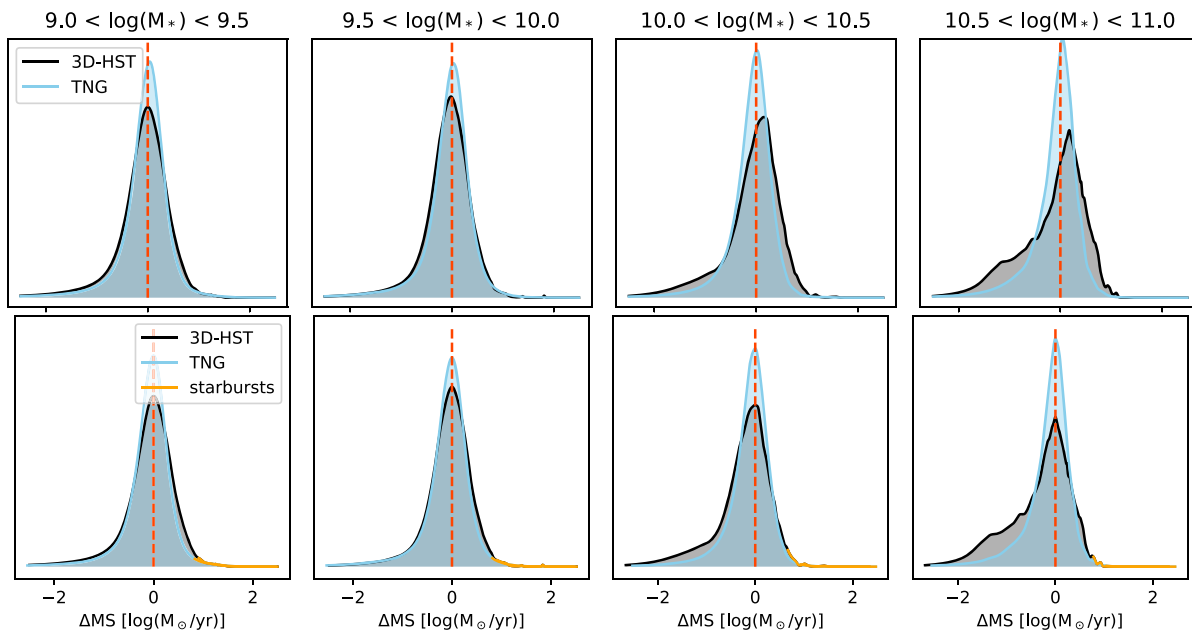 9.0 < log(M∗) < 9.5
9.5 < log(M∗) < 10.0
10.0 < log(M∗) < 10.5
10.5 < log(M∗) < 11.0
3D-HST
TNG
3D-HST
TNG
starbursts
−2 0 2
−2 0 2
−2 0 2
−2 0 2
ΔMS [log(M⊙/yr)]
ΔMS [log(M⊙/yr)]
ΔMS [log(M⊙/yr)]
ΔMS [log(M⊙/yr)]